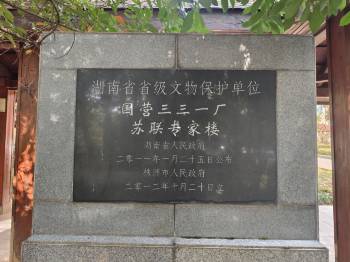 湖南省省级文物保护单位
国营三三一厂
苏联专家楼
湖南省人民政府
二〇一一年一月二十五日公布
株洲市人民政府
二〇一二年十月二十日立